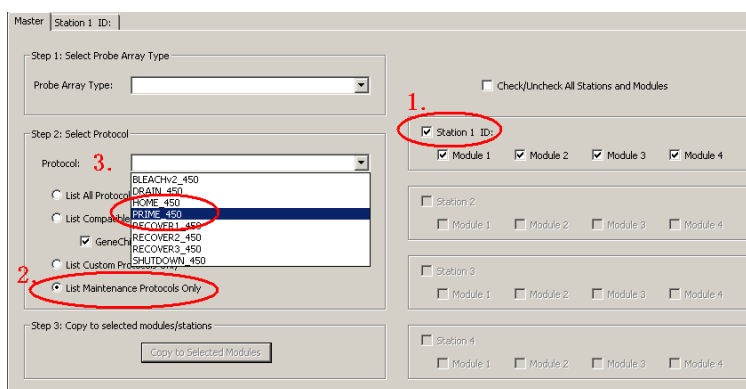 Master
Station 1 ID:
Step 1: Select Probe Array Type
Probe Array Type:
Check/Uncheck All Stations and Modules
1.
Step 2: Select Protocol
Station 1 ID:
Module 1 Module 2 Module 3 Module 4
Protocol:
3.
BLEACHv2_450
DRAIN_450
HOME_450
PRIME_450
RECOVER1_450
RECOVER2_450
RECOVER3_450
SHUTDOWN_450
List All Protocol
List Compatible
GeneChi
List Custom Protocols Only
2.
List Maintenance Protocols Only
Station 2
Module 1 Module 2 Module 3 Module 4
Station 3
Module 1 Module 2 Module 3 Module 4
Step 3: Copy to selected modules/stations
Copy to Selected Modules
Station 4
Module 1 Module 2 Module 3 Module 4